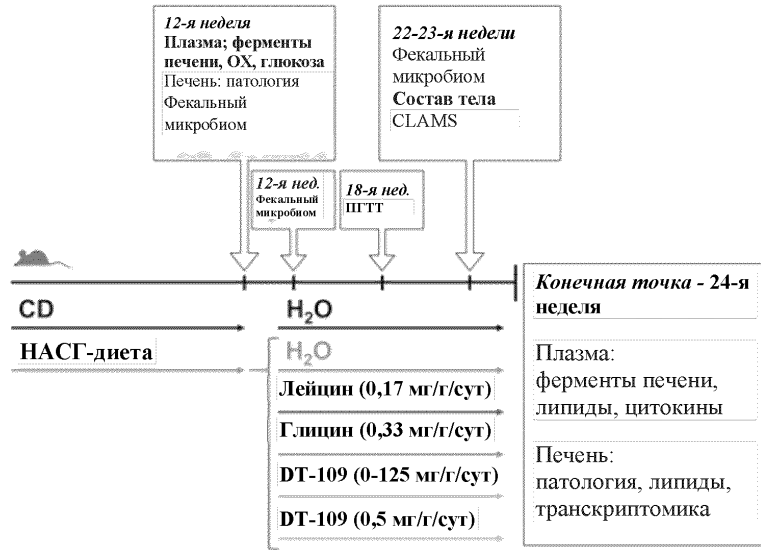 12-я неделя
Плазма; ферменты
печени, ОХ, глюкоза
Печень: патология
Фекальный
микробиом
22-23-я недели
Фекальный
микробиом
Состав тела
CLAMS
12-я нед.
Фекальный
микробиом
18-я нед.
ПГТТ
CD
H₂O
НАСГ-диета
H₂O
Лейцин (0,17 мг/г/сут)
Глицин (0,33 мг/г/сут)
DT-109 (0-125 мг/г/сут)
DT-109 (0,5 мг/г/сут)
Конечная точка - 24-я
неделя
Плазма:
ферменты печени,
липиды, цитокины
Печень:
патология, липиды,
транскриптомика